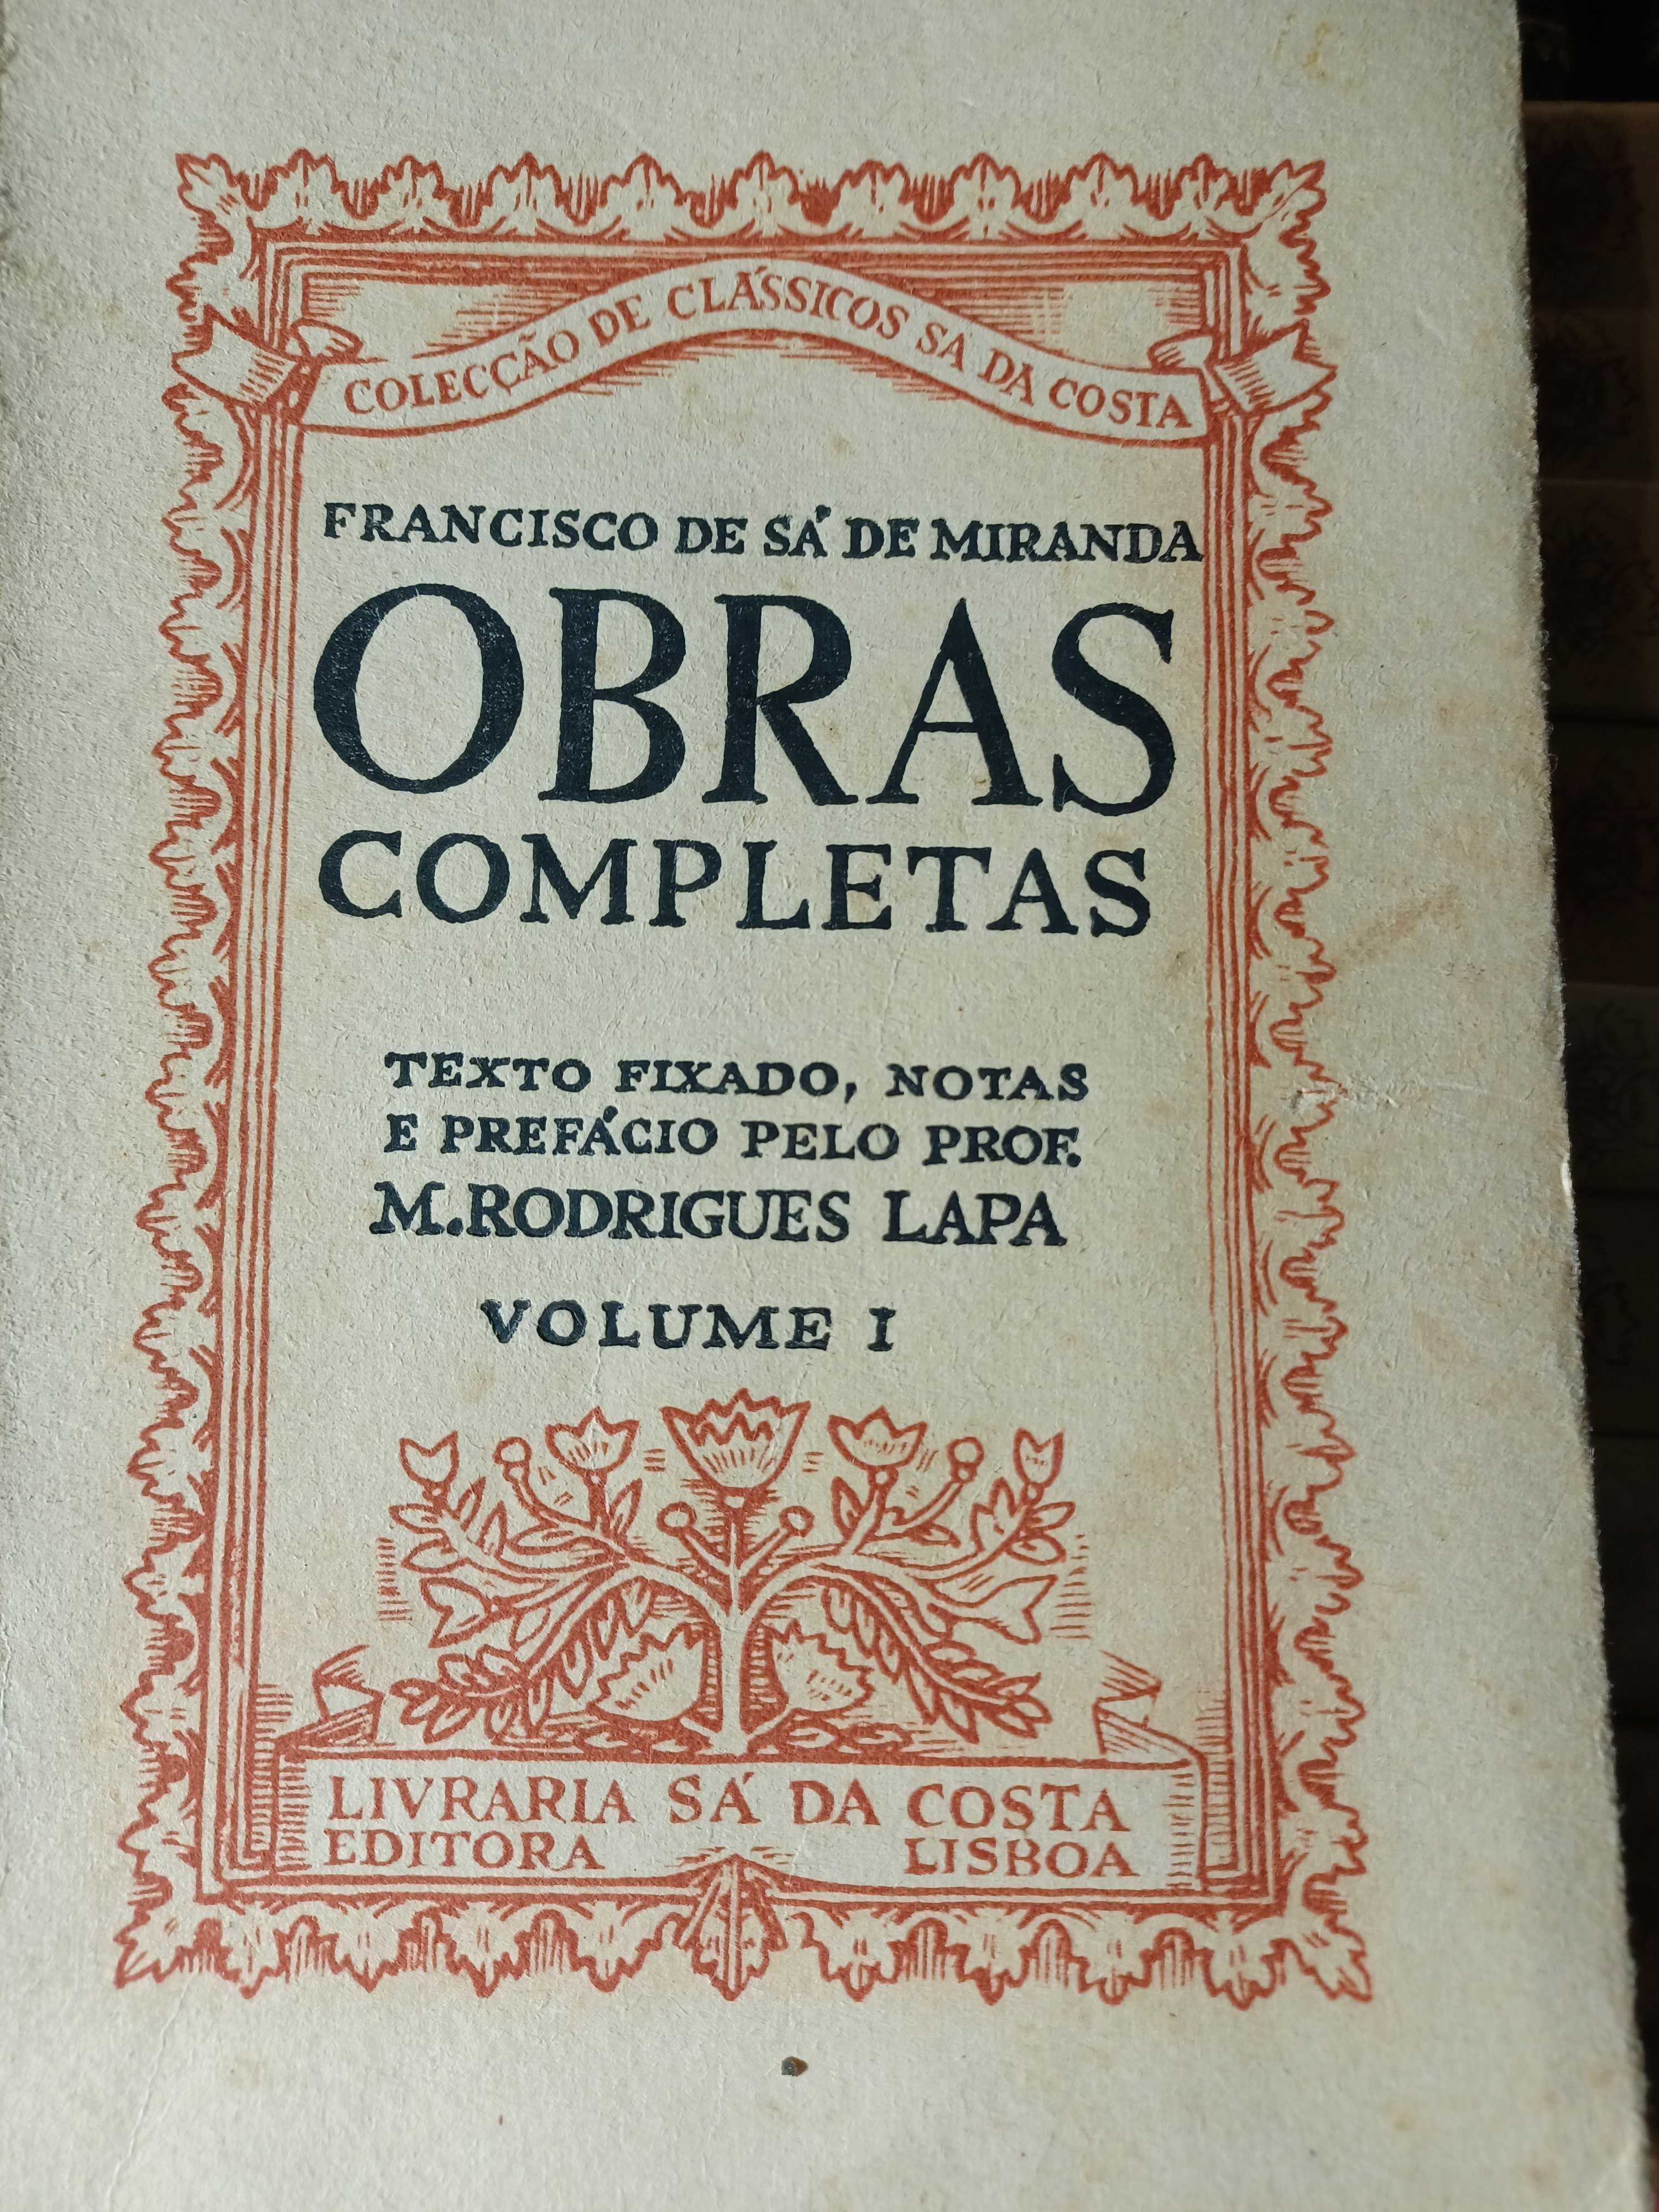 COLECÇÃO DE CLÁSSICOS SÁ DA COSTA
FRANCISCO DE SÁ DE MIRANDA
OBRAS
COMPLETAS
TEXTO FIXADO, NOTAS
E PREFÁCIO PELO PROF.
M. RODRIGUES LAPA
VOLUME I
LIVRARIA SÁ DA COSTA
EDITORA LISBOA